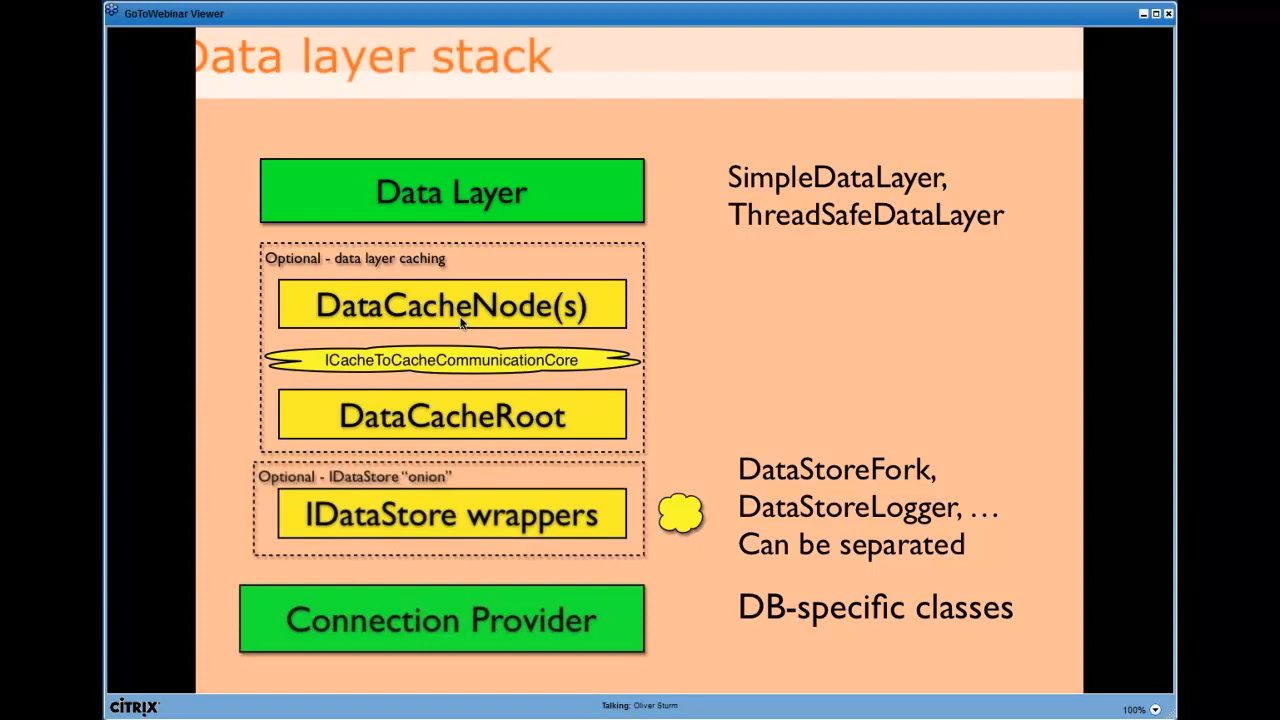 GoToWebinar Viewer
Data layer stack
Data Layer
SimpleDataLayer,
ThreadSafeDataLayer
Optional - data layer caching
DataCacheNode(s)
ICacheToCacheCommunicationCore
DataCacheRoot
Optional - IDataStore “onion”
IDataStore wrappers
DataStoreFork,
DataStoreLogger, …
Can be separated
Connection Provider
DB-specific classes
CITRIX
Talking: Oliver Sturm
100%